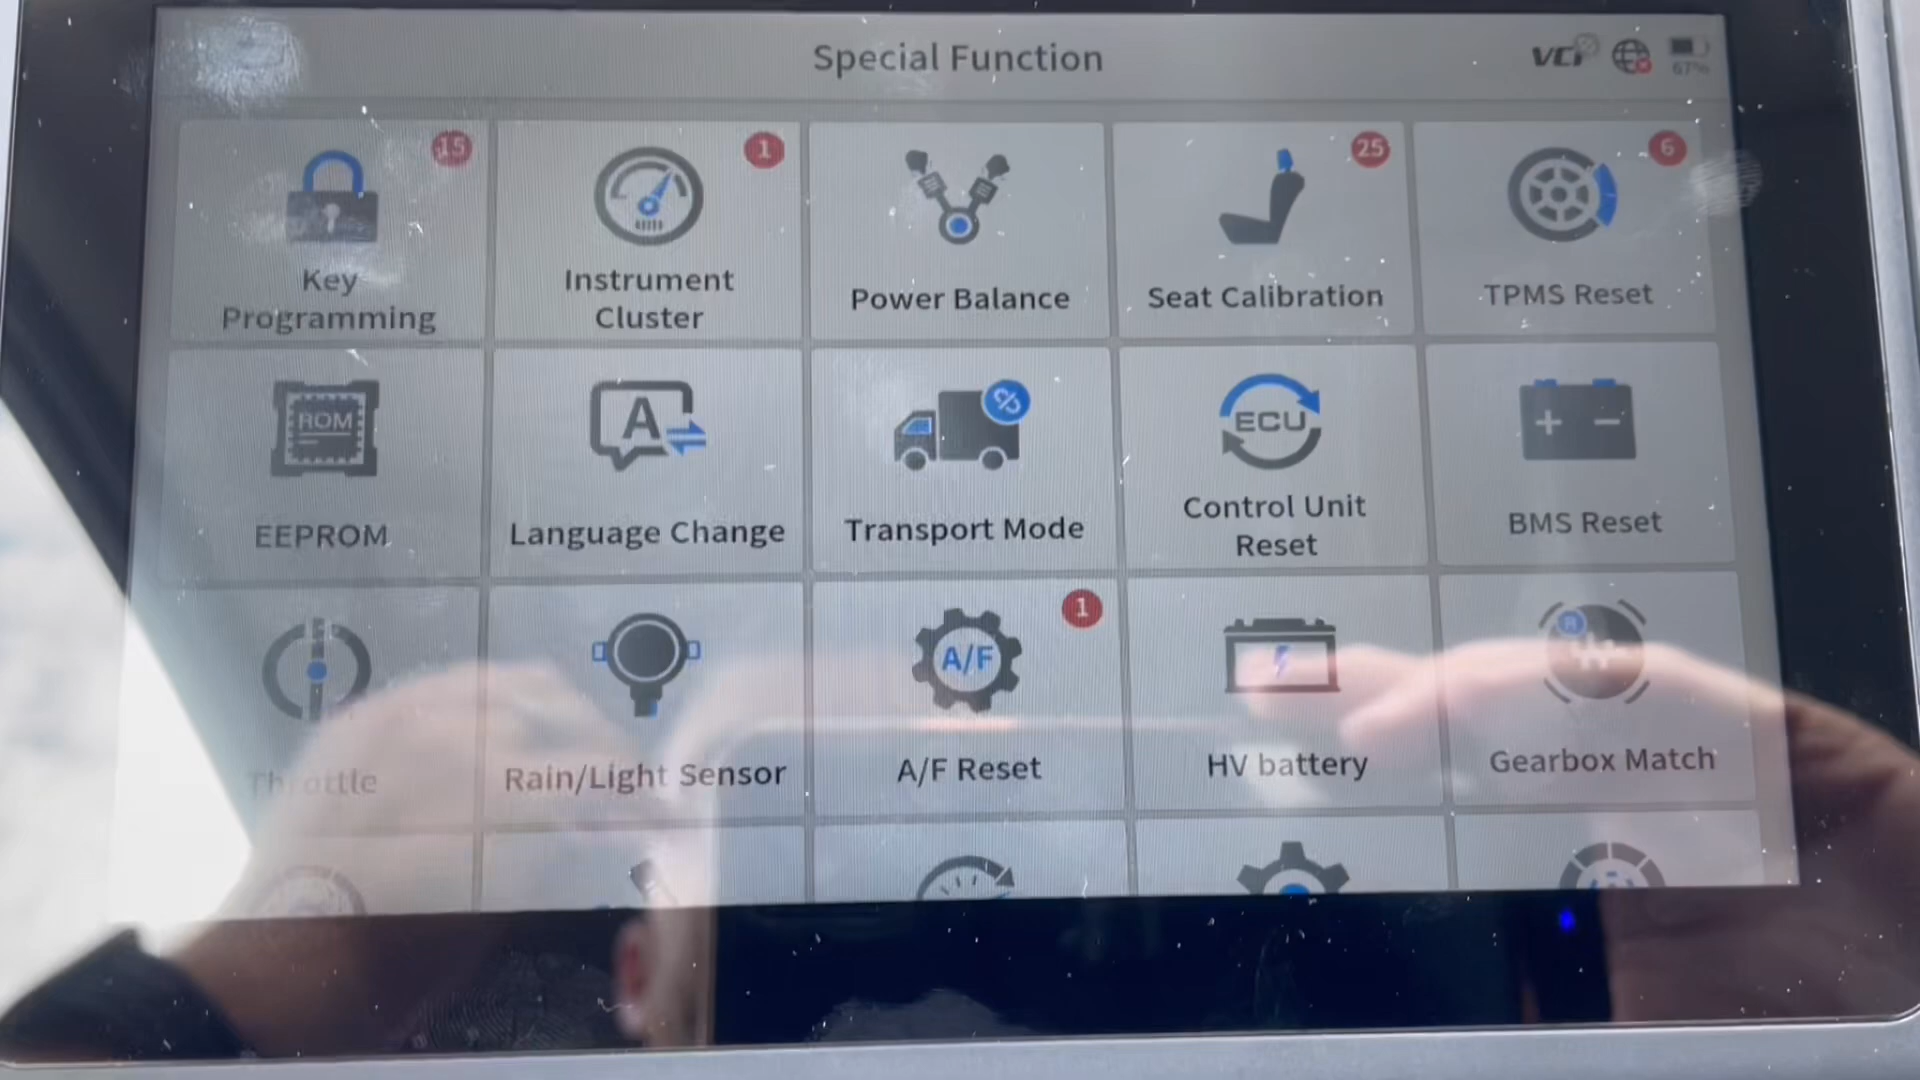 Special Function
VCI
67%
15
1
25
6
Key
Programming
Instrument
Cluster
Power Balance
Seat Calibration
TPMS Reset
ROM
A
ECU
+ -
EEPROM
Language Change
Transport Mode
Control Unit
Reset
BMS Reset
1
A/F
R
Throttle
Rain/Light Sensor
A/F Reset
HV battery
Gearbox Match